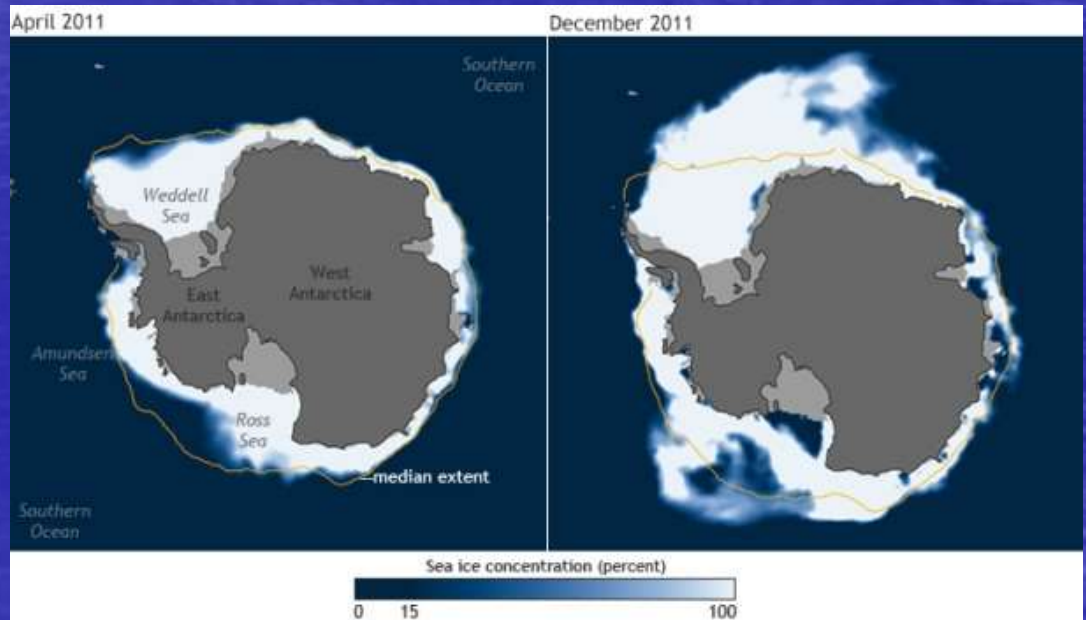 April 2011
December 2011
Southern
Ocean
Weddell
Sea
West
Antarctica
East
Antarctica
Amundsen
Sea
Ross
Sea
median extent
Southern
Ocean
Sea ice concentration (percent)
0 15 100